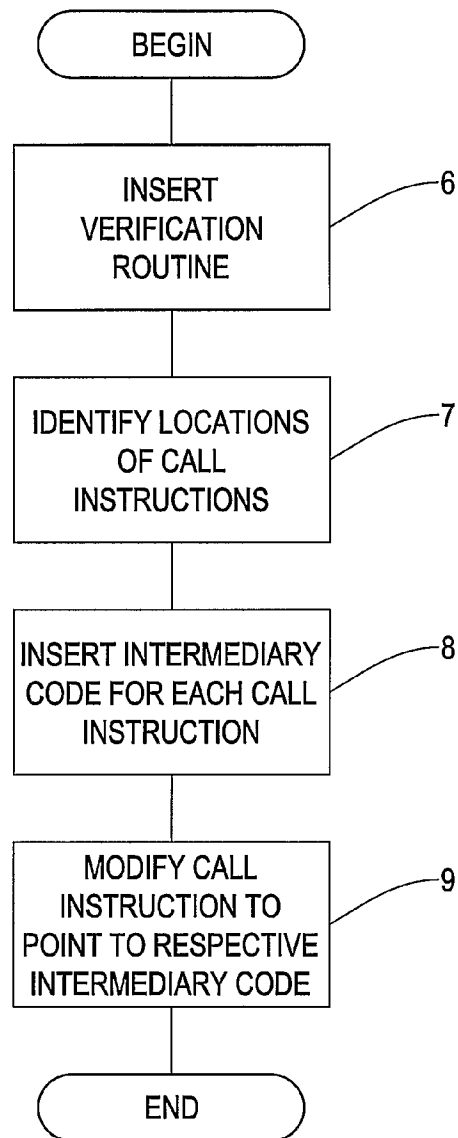 BEGIN
INSERT
VERIFICATION
ROUTINE
6
IDENTIFY LOCATIONS
OF CALL
INSTRUCTIONS
7
INSERT INTERMEDIARY
CODE FOR EACH CALL
INSTRUCTION
8
MODIFY CALL
INSTRUCTION TO
POINT TO RESPECTIVE
INTERMEDIARY CODE
9
END